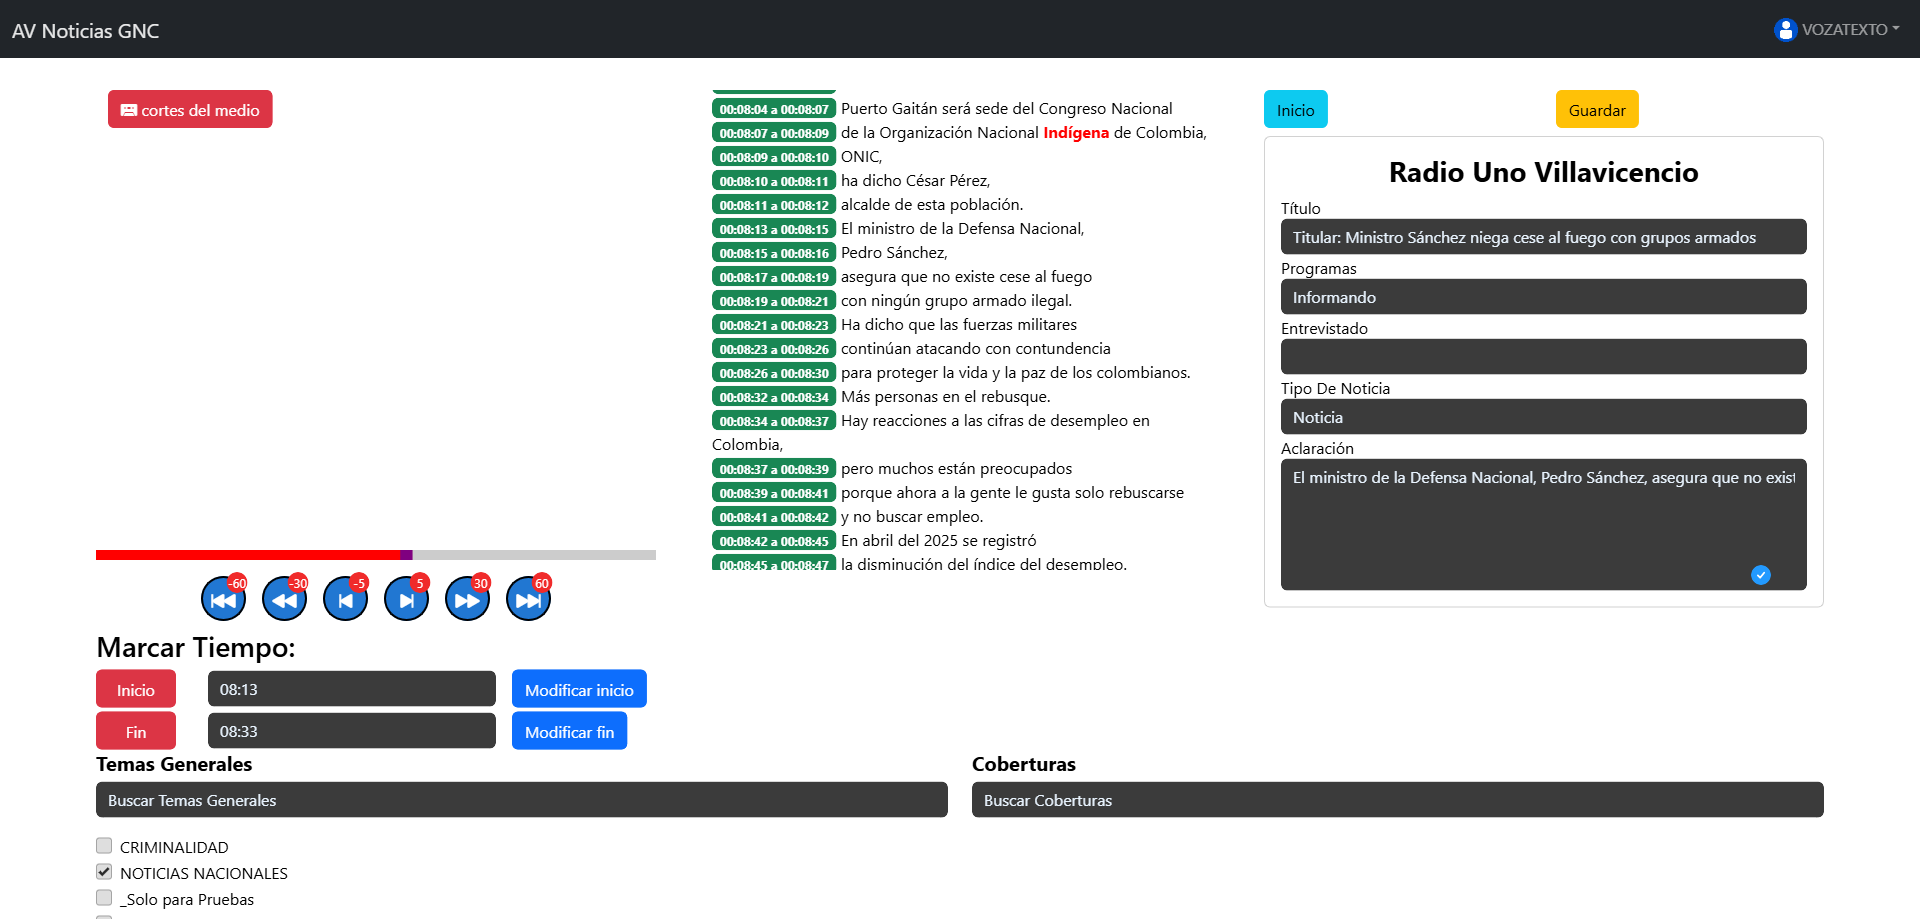 AV Noticias GNC
VOZATEXTO
cortes del medio
00:08:04 a 00:08:07 Puerto Gaitán será sede del Congreso Nacional
00:08:07 a 00:08:09 de la Organización Nacional Indígena de Colombia,
00:08:09 a 00:08:10 ONIC,
00:08:10 a 00:08:11 ha dicho César Pérez,
00:08:11 a 00:08:12 alcalde de esta población.
00:08:13 a 00:08:15 El ministro de la Defensa Nacional,
00:08:15 a 00:08:16 Pedro Sánchez,
00:08:17 a 00:08:19 asegura que no existe cese al fuego
00:08:19 a 00:08:21 con ningún grupo armado ilegal.
00:08:21 a 00:08:23 Ha dicho que las fuerzas militares
00:08:23 a 00:08:26 continúan atacando con contundencia
00:08:26 a 00:08:30 para proteger la vida y la paz de los colombianos.
00:08:32 a 00:08:34 Más personas en el rebusque.
00:08:34 a 00:08:37 Hay reacciones a las cifras de desempleo en
Colombia,
00:08:37 a 00:08:39 pero muchos están preocupados
00:08:39 a 00:08:41 porque ahora a la gente le gusta solo rebuscarse
00:08:41 a 00:08:42 y no buscar empleo.
00:08:42 a 00:08:45 En abril del 2025 se registró
00:08:45 a 00:08:47 la disminución del índice del desempleo.
Inicio
Guardar
Radio Uno Villavicencio
Título
Titular: Ministro Sánchez niega cese al fuego con grupos armados
Programas
Informando
Entrevistado
Tipo De Noticia
Noticia
Aclaración
El ministro de la Defensa Nacional, Pedro Sánchez, asegura que no exist
-60 -30 -5 5 30 60
Marcar Tiempo:
Inicio 08:13 Modificar inicio
Fin 08:33 Modificar fin
Temas Generales
Buscar Temas Generales
CRIMINALIDAD
NOTICIAS NACIONALES
_Solo para Pruebas
Coberturas
Buscar Coberturas